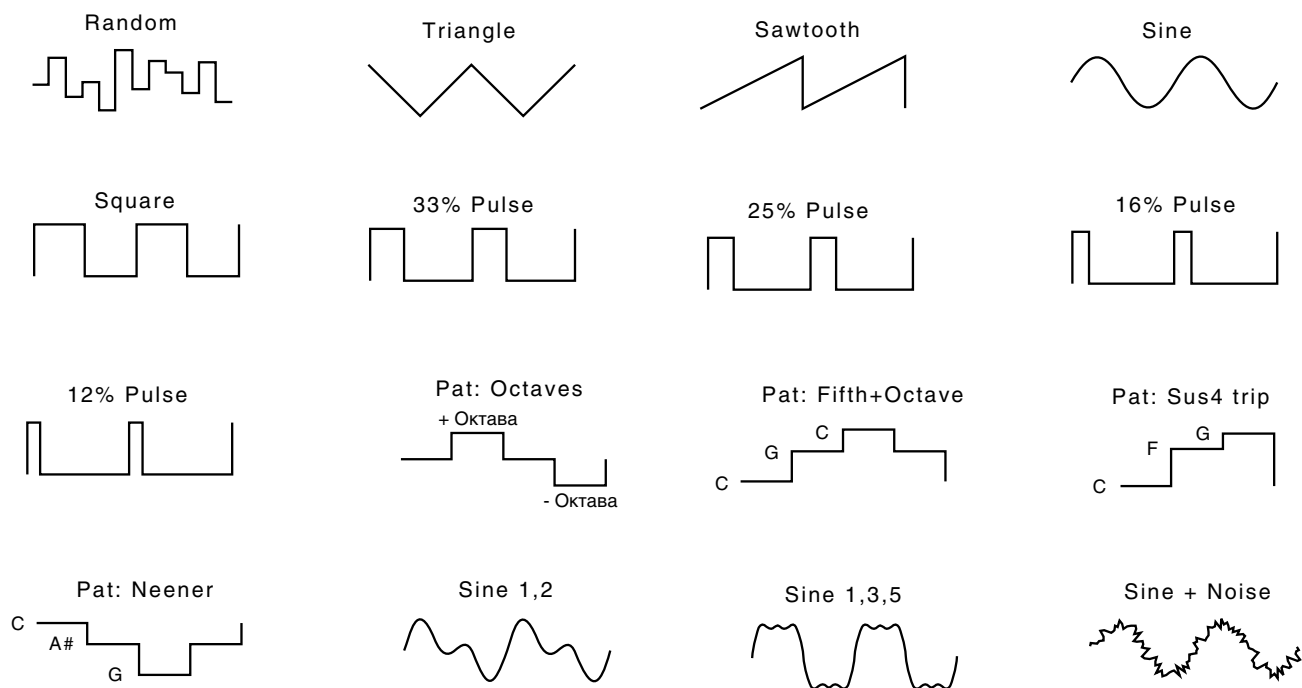 Random
Triangle
Sawtooth
Sine
Square
33% Pulse
25% Pulse
16% Pulse
12% Pulse
Pat: Octaves
+ Октава
- Октава
Pat: Fifth+Octave
C
G
C
Pat: Sus4 trip
G
F
C
Pat: Neener
C
A#
G
Sine 1,2
Sine 1,3,5
Sine + Noise